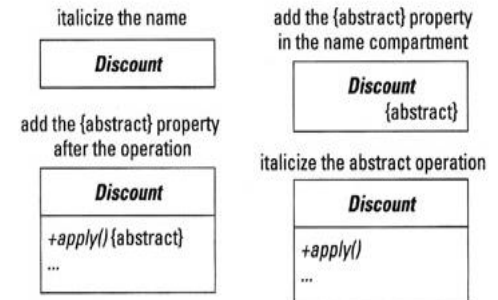 italicize the name
Discount
add the {abstract} property
in the name compartment
Discount
{abstract}
add the {abstract} property
after the operation
Discount
+apply(){abstract}
...
italicize the abstract operation
Discount
+apply()
...